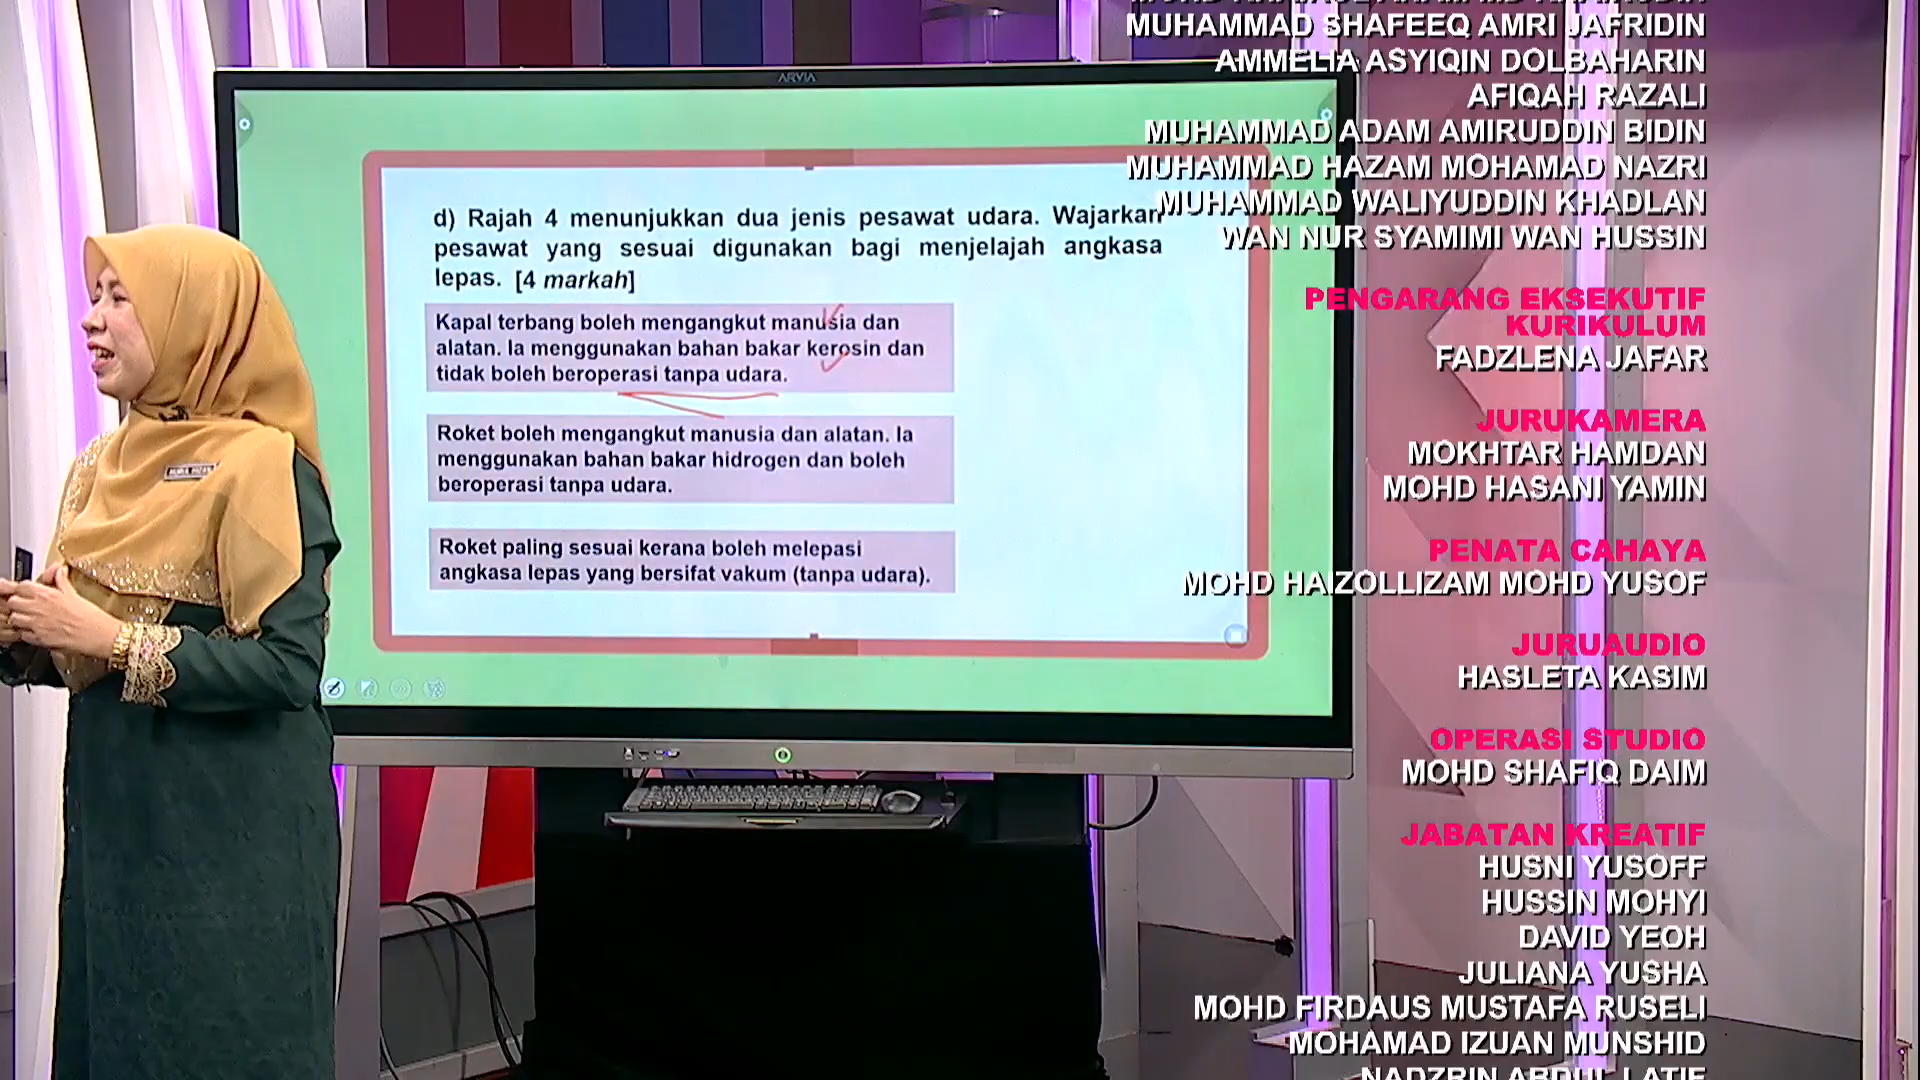 ARVIA
d) Rajah 4 menunjukkan dua jenis pesawat udara. Wajarkan
pesawat yang sesuai digunakan bagi menjelajah angkasa
lepas. [4 markah]
Kapal terbang boleh mengangkut manusia dan
alatan. Ia menggunakan bahan bakar kerosin dan
tidak boleh beroperasi tanpa udara.
Roket boleh mengangkut manusia dan alatan. Ia
menggunakan bahan bakar hidrogen dan boleh
beroperasi tanpa udara.
Roket paling sesuai kerana boleh melepasi
angkasa lepas yang bersifat vakum (tanpa udara).
MUHAMMAD SHAFEEQ AMRI JAFRIDIN
AMMELIA ASYIQIN DOLBAHARIN
AFIQAH RAZALI
MUHAMMAD ADAM AMIRUDDIN BIDIN
MUHAMMAD HAZAM MOHAMAD NAZRI
MUHAMMAD WALIYUDDIN KHADLAN
WAN NUR SYAMIMI WAN HUSSIN
PENGARANG EKSEKUTIF
KURIKULUM
FADZLENA JAFAR
JURUKAMERA
MOKHTAR HAMDAN
MOHD HASANI YAMIN
PENATA CAHAYA
MOHD HAIZOLLIZAM MOHD YUSOF
JURUAUDIO
HASLETA KASIM
OPERASI STUDIO
MOHD SHAFIQ DAIM
JABATAN KREATIF
HUSNI YUSOFF
HUSSIN MOHYI
DAVID YEOH
JULIANA YUSHA
MOHD FIRDAUS MUSTAFA RUSELI
MOHAMAD IZUAN MUNSHID
NADZRIN ABDUL LATIF